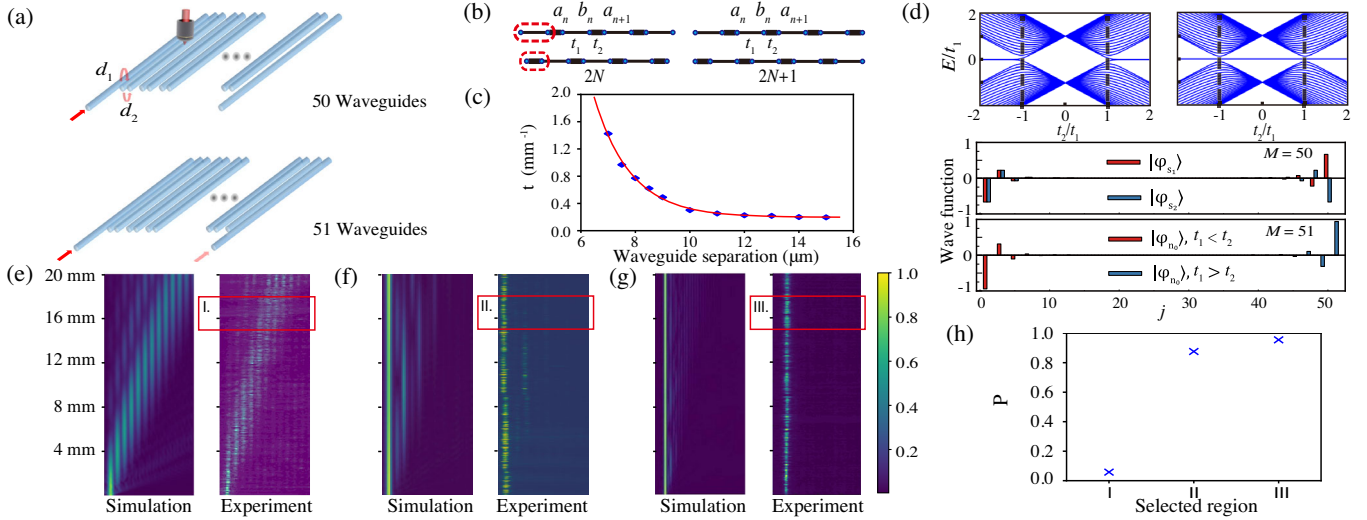 (a)
d₁
d₂
50 Waveguides
51 Waveguides
(b)
aₙ bₙ aₙ₊₁
aₙ bₙ aₙ₊₁
t₁ t₂
t₁ t₂
2N
2N+1
(c)
t (mm⁻¹)
2.0
1.6
1.2
0.8
0.4
0
6 8 10 12 14 16
Waveguide separation (μm)
(d)
E/t₁
2
0
-2 -1 0 1 2
-2 -1 0 1 2
t₂/t₁
t₂/t₁
Wave function
1
0
-1
|φₛ₁⟩
|φₛ₂⟩
M = 50
1
0
-1
|φₙ₀⟩, t₁ < t₂
|φₙ₀⟩, t₁ > t₂
M = 51
0 10 20 30 40 50
j
(e)
20 mm
16 mm
12 mm
8 mm
4 mm
I.
Simulation
Experiment
(f)
II.
Simulation
Experiment
(g)
III.
Simulation
Experiment
1.0
0.8
0.6
0.4
0.2
(h)
P
1.0
0.8
0.6
0.4
0.2
0.0
I II III
Selected region